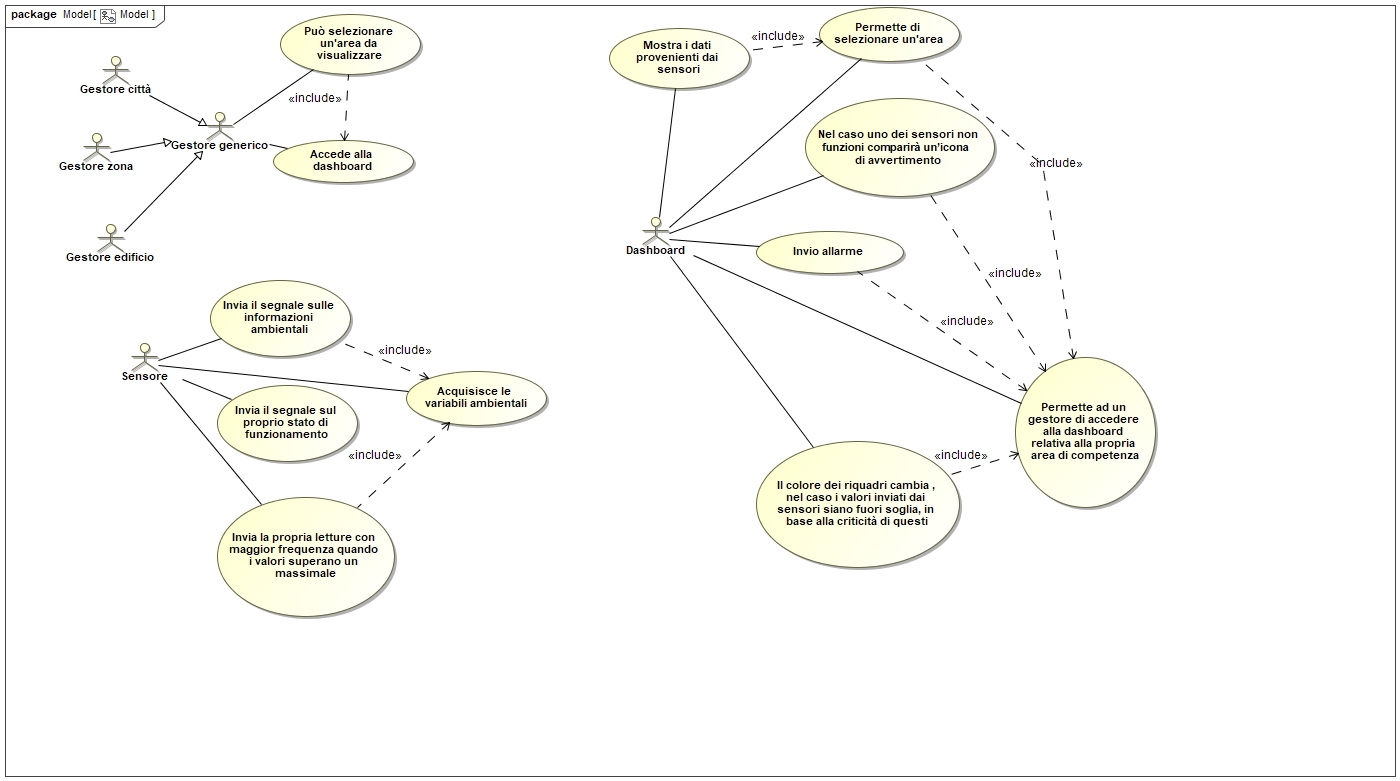 package Model[ Model ]
Può selezionare
un'area da
visualizzare
Gestore città
«include»
Gestore generico
Gestore zona
Accede alla
dashboard
Gestore edificio
Mostra i dati
provenienti dai
sensori
«include»
Permette di
selezionare un'area
Nel caso uno dei sensori non
funzioni comparirà un'icona
di avvertimento
«include»
Dashboard
Invio allarme
«include»
«include»
Permette ad un
gestore di accedere
alla dashboard
relativa alla propria
area di competenza
«include»
Il colore dei riquadri cambia ,
nel caso i valori inviati dai
sensori siano fuori soglia, in
base alla criticità di questi
Invia il segnale sulle
informazioni
ambientali
«include»
Sensore
Acquisisce le
variabili ambientali
Invia il segnale sul
proprio stato di
funzionamento
«include»
Invia la propria letture con
maggior frequenza quando
i valori superano un
massimale